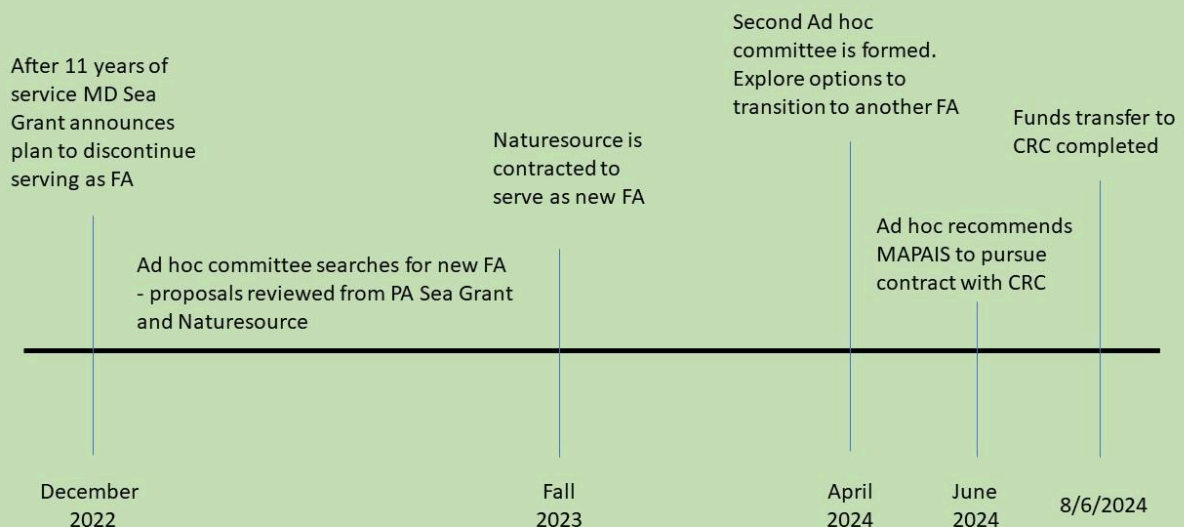 After 11 years of
service MD Sea
Grant announces
plan to discontinue
serving as FA
Ad hoc committee searches for new FA
- proposals reviewed from PA Sea Grant
and Naturesource
Naturesource is
contracted to
serve as new FA
Second Ad hoc
committee is formed.
Explore options to
transition to another FA
Ad hoc recommends
MAPAIS to pursue
contract with CRC
Funds transfer to
CRC completed
December
2022
Fall
2023
April
2024
June
2024
8/6/2024